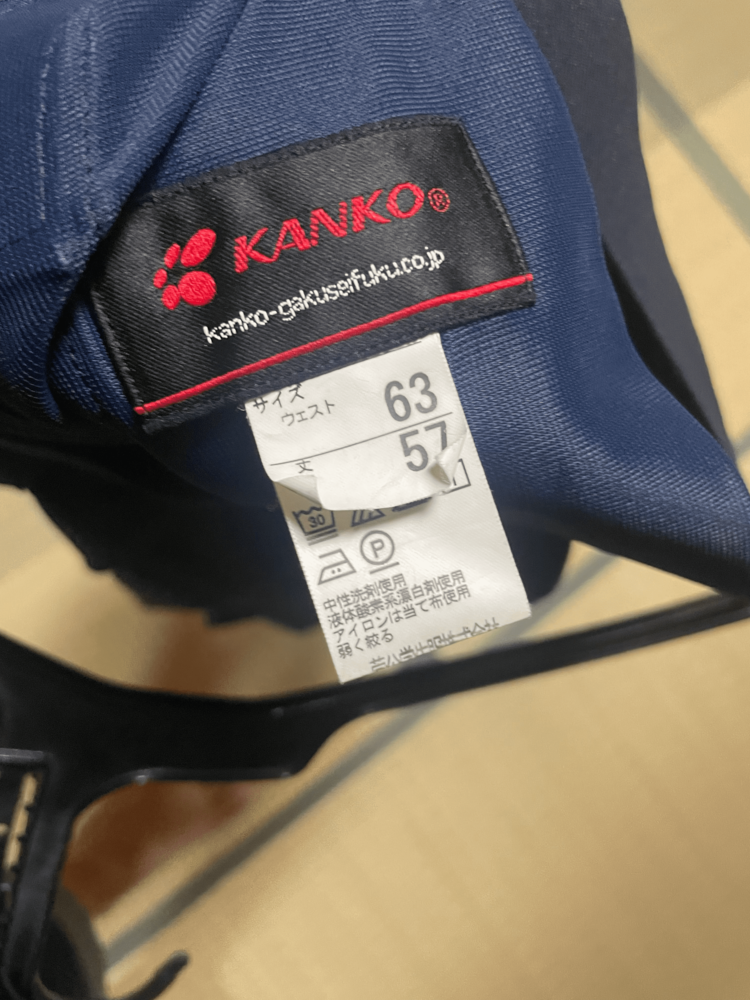 KANKO®
kanko-gakuseifuku.co.jp
サイズ
ウェスト 63
丈 57
30
P
中性洗剤使用
液体酸素系漂白剤使用
アイロンは当て布使用
弱く絞る